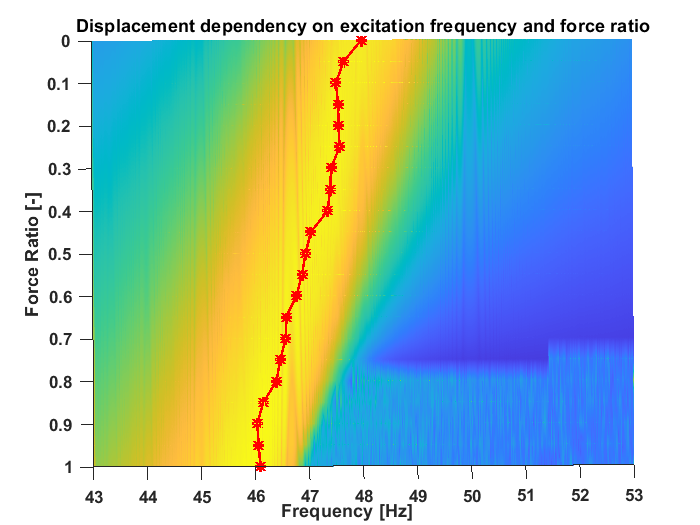 Displacement dependency on excitation frequency and force ratio
0
0.1
0.2
0.3
0.4
0.5
0.6
0.7
0.8
0.9
1
Force Ratio [-]
43 44 45 46 47 48 49 50 51 52 53
Frequency [Hz]